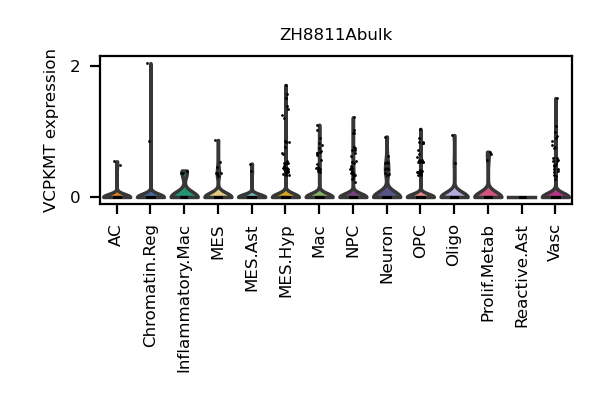 ZH8811Abulk
VCPKMT expression
2
0
AC
Chromatin.Reg
Inflammatory.Mac
MES
MES.Ast
MES.Hyp
Mac
NPC
Neuron
OPC
Oligo
Prolif.Metab
Reactive.Ast
Vasc